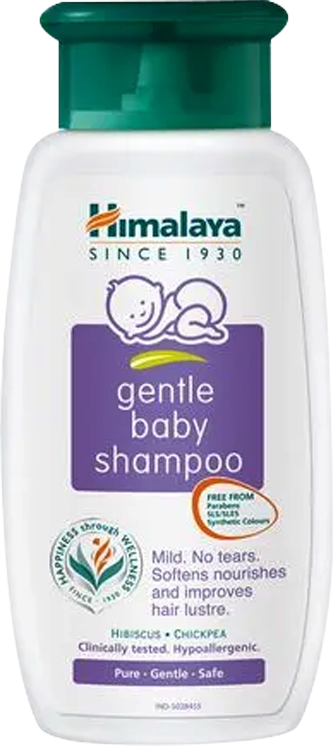 Himalaya™
SINCE 1930
gentle
baby
shampoo
FREE FROM
Parabens
SLS/SLES
Synthetic Colours
HAPPINESS through WELLNESS
SINCE - 1930
Mild. No tears.
Softens nourishes
and improves
hair lustre.
HIBISCUS • CHICKPEA
Clinically tested. Hypoallergenic.
Pure · Gentle · Safe